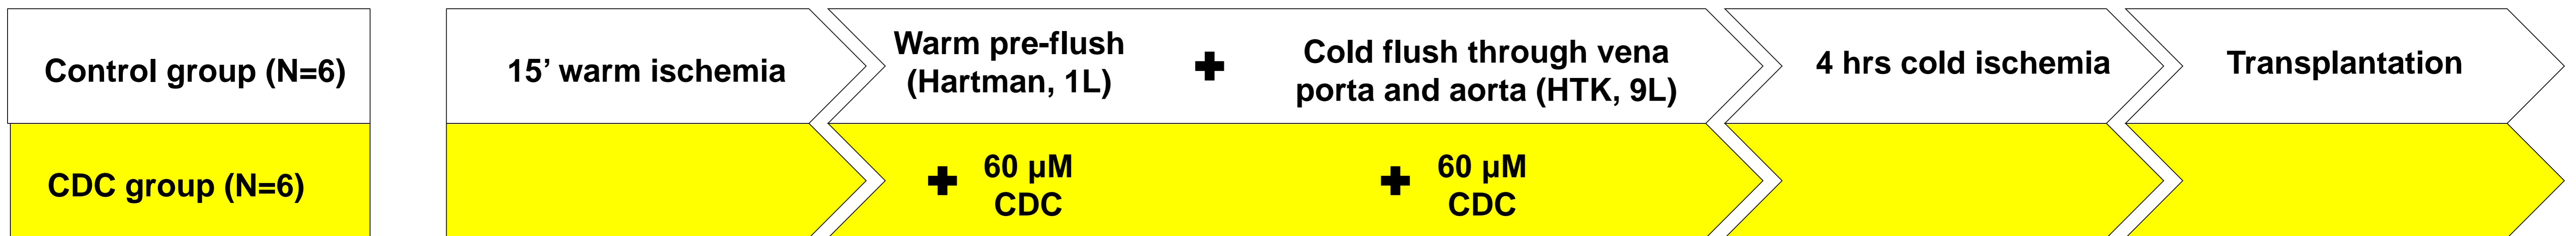 Control group (N=6)
15’ warm ischemia
Warm pre-flush
(Hartman, 1L)
+
Cold flush through vena
porta and aorta (HTK, 9L)
4 hrs cold ischemia
Transplantation
CDC group (N=6)
+ 60 µM
CDC
+ 60 µM
CDC